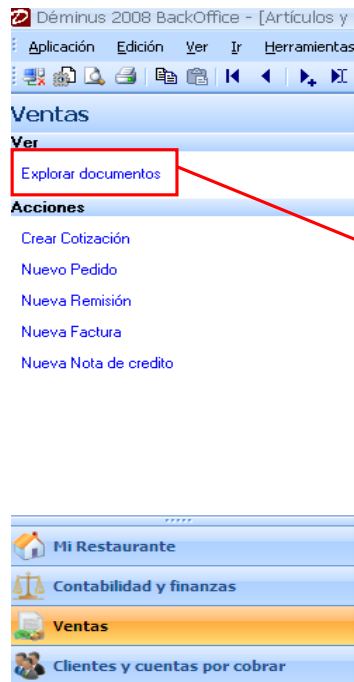 Déminus 2008 BackOffice - [Artículos y
Aplicación Edición Ver Ir Herramientas
Ventas
Ver
Explorar documentos
Acciones
Crear Cotización
Nuevo Pedido
Nueva Remisión
Nueva Factura
Nueva Nota de credito
Mi Restaurante
Contabilidad y finanzas
Ventas
Clientes y cuentas por cobrar